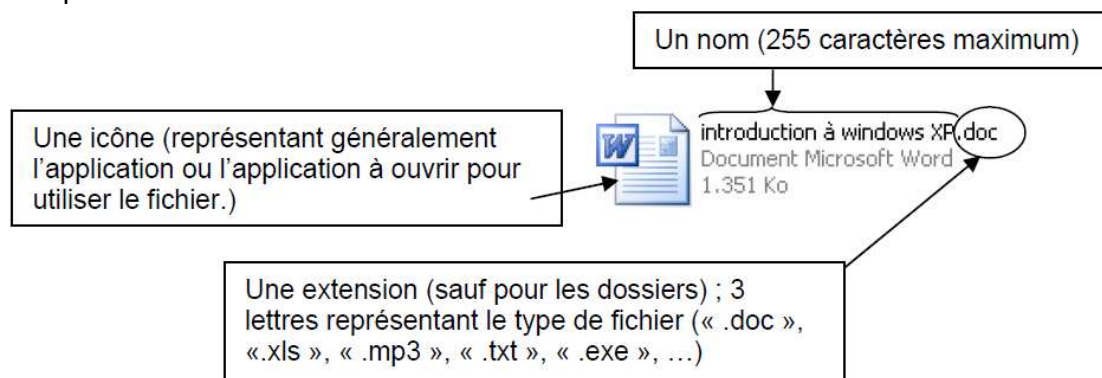 Un nom (255 caractères maximum)
Une icône (représentant généralement
l'application ou l'application à ouvrir pour
utiliser le fichier.)
introduction à windows XP.doc
Document Microsoft Word
1.351 Ko
Une extension (sauf pour les dossiers) ; 3
lettres représentant le type de fichier (« .doc »,
«.xls », « .mp3 », « .txt », « .exe », …)